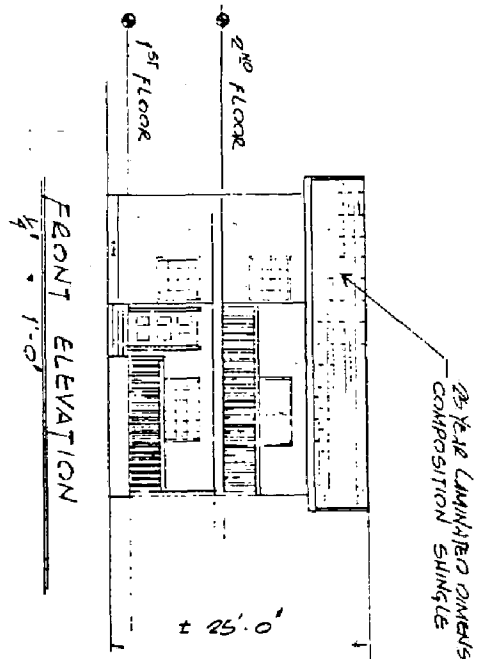 25 YEAR LAMINATED DIMENS
COMPOSITION SHINGLE
2ND FLOOR
1ST FLOOR
± 25'-0"
FRONT ELEVATION
1/4" = 1'-0"